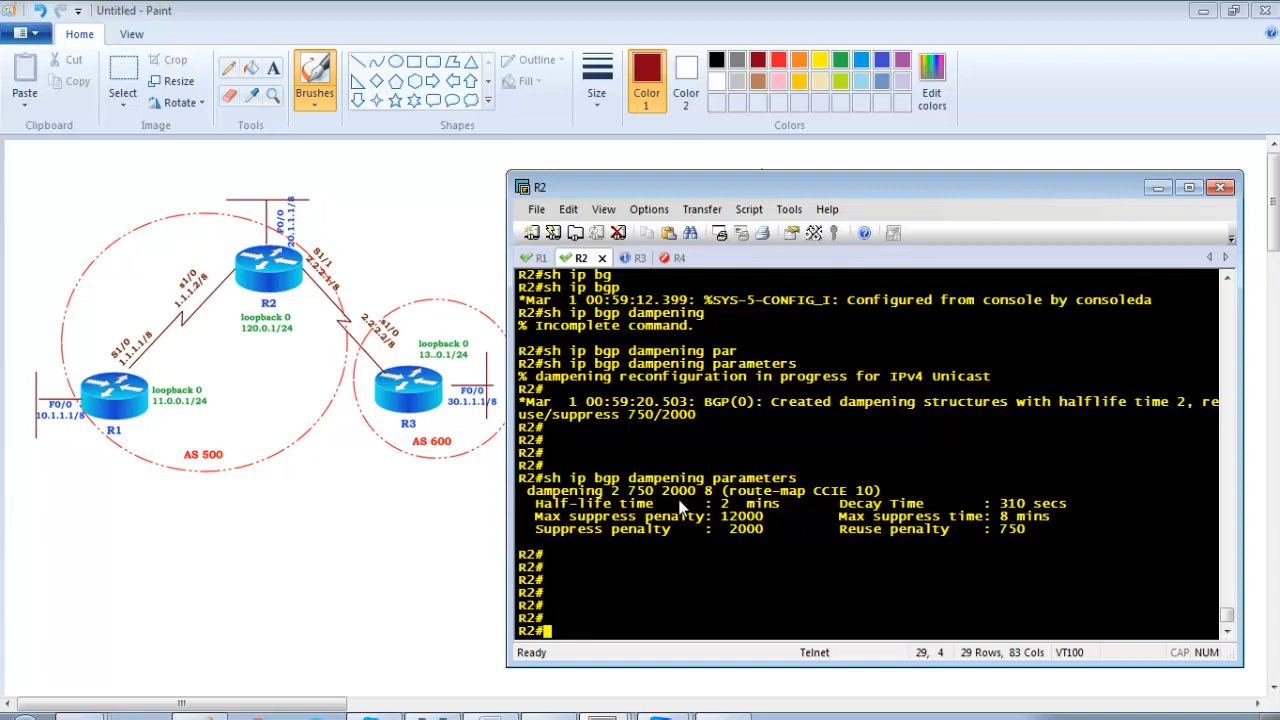 Untitled - Paint
Home
View
Paste
Cut
Copy
Clipboard
Select
Crop
Resize
Rotate
Image
Tools
Brushes
Outline
Fill
Shapes
Size
Color 1
Color 2
Edit colors
Colors
F0/0
20.1.1.1/8
R2
loopback 0
120.0.1/24
S1/1
2.2.2.1/8
s1/0
1.1.1.2/8
S1/0
1.1.1.1/8
s1/0
2.2.2.2/8
loopback 0
13..0.1/24
loopback 0
11.0.0.1/24
F0/0
10.1.1.1/8
R1
F0/0
30.1.1.1/8
R3
AS 500
AS 600
R2
File Edit View Options Transfer Script Tools Help
R1 R2 x R3 R4
R2#sh ip bg
R2#sh ip bgp
*Mar 1 00:59:12.399: %SYS-5-CONFIG_I: Configured from console by consoleda
R2#sh ip bgp dampening
% Incomplete command.
R2#sh ip bgp dampening par
R2#sh ip bgp dampening parameters
% dampening reconfiguration in progress for IPv4 Unicast
R2#
*Mar 1 00:59:20.503: BGP(0): Created dampening structures with halflife time 2, re
use/suppress 750/2000
R2#
R2#
R2#
R2#
R2#sh ip bgp dampening parameters
dampening 2 750 2000 8 (route-map CCIE 10)
Half-life time : 2 mins Decay Time : 310 secs
Max suppress penalty: 12000 Max suppress time: 8 mins
Suppress penalty : 2000 Reuse penalty : 750
R2#
R2#
R2#
R2#
R2#
R2#
R2#
Ready Telnet 29, 4 29 Rows, 83 Cols VT100 CAP NUM